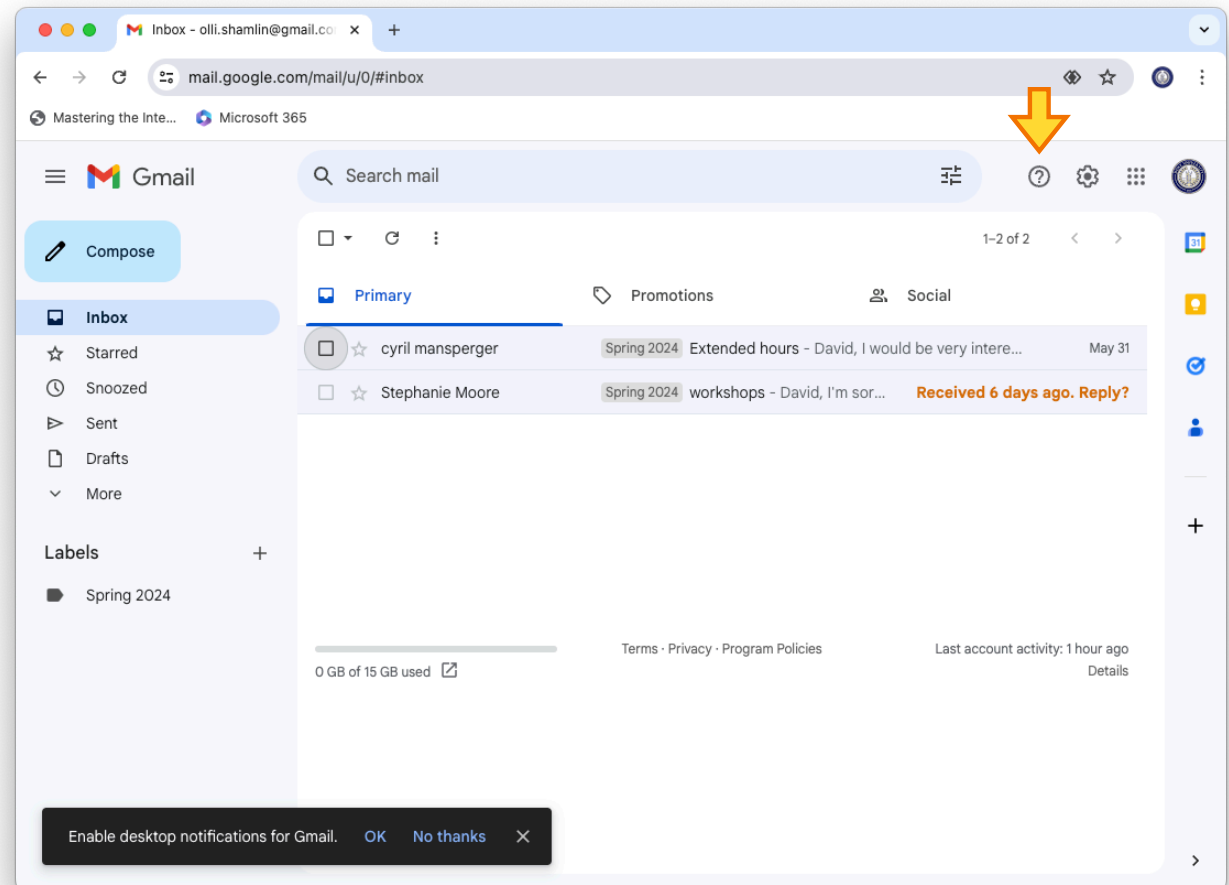 Inbox - olli.shamlin@gmail.co
mail.google.com/mail/u/0/#inbox
Mastering the Inte... Microsoft 365
Gmail Search mail
Compose
1–2 of 2
31
Primary Promotions Social
Inbox
Starred
Snoozed
Sent
Drafts
More
cyril mansperger Spring 2024 Extended hours - David, I would be very intere... May 31
Stephanie Moore Spring 2024 workshops - David, I'm sor... Received 6 days ago. Reply?
Labels
Spring 2024
0 GB of 15 GB used
Terms · Privacy · Program Policies
Last account activity: 1 hour ago
Details
Enable desktop notifications for Gmail. OK No thanks